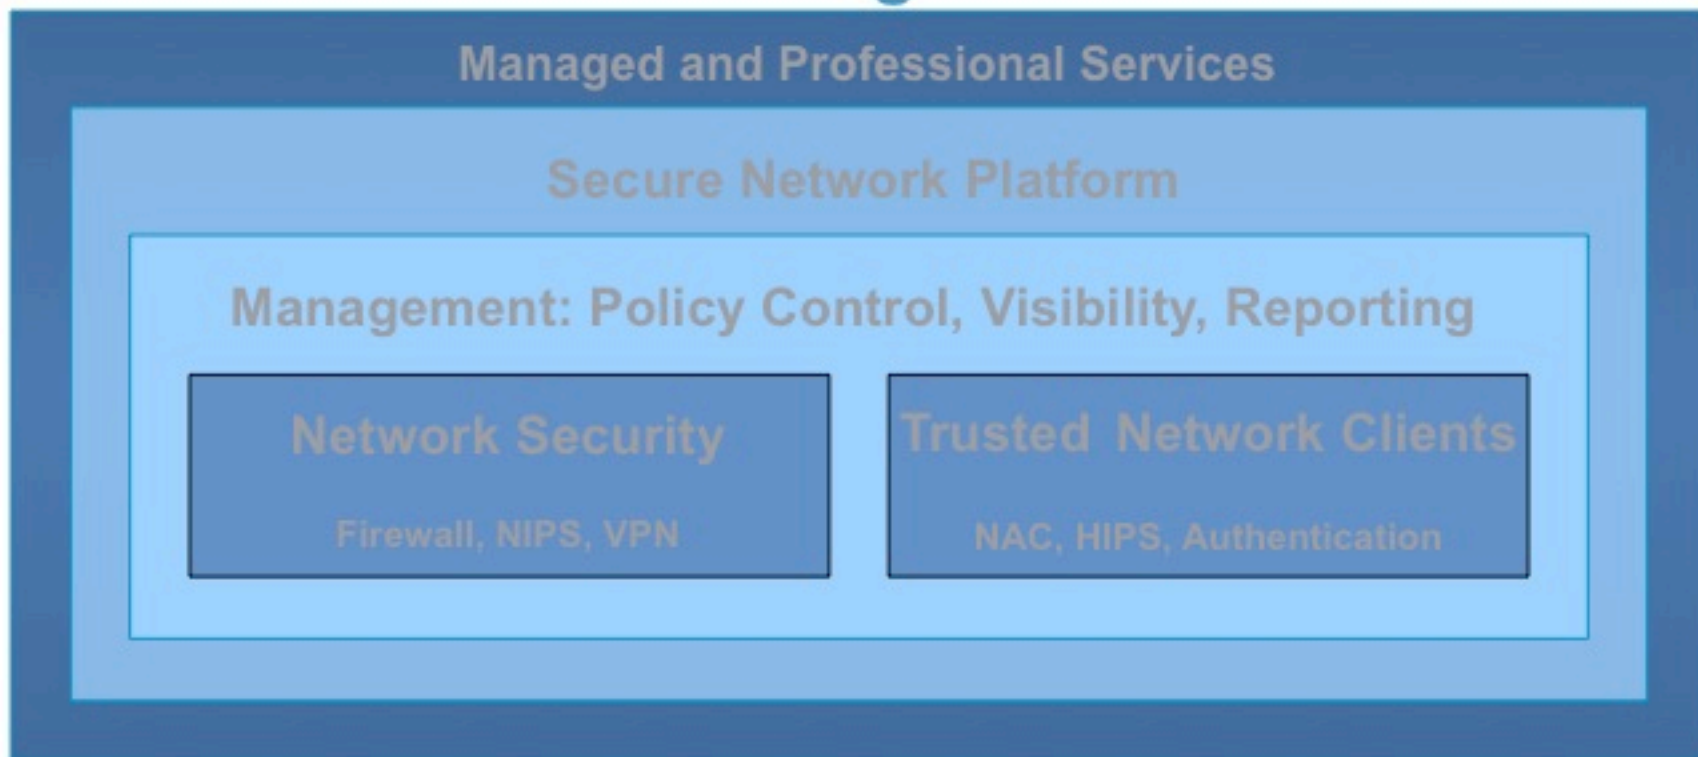 Managed and Professional Services
Secure Network Platform
Management: Policy Control, Visibility, Reporting
Network Security
Firewall, NIPS, VPN
Trusted Network Clients
NAC, HIPS, Authentication